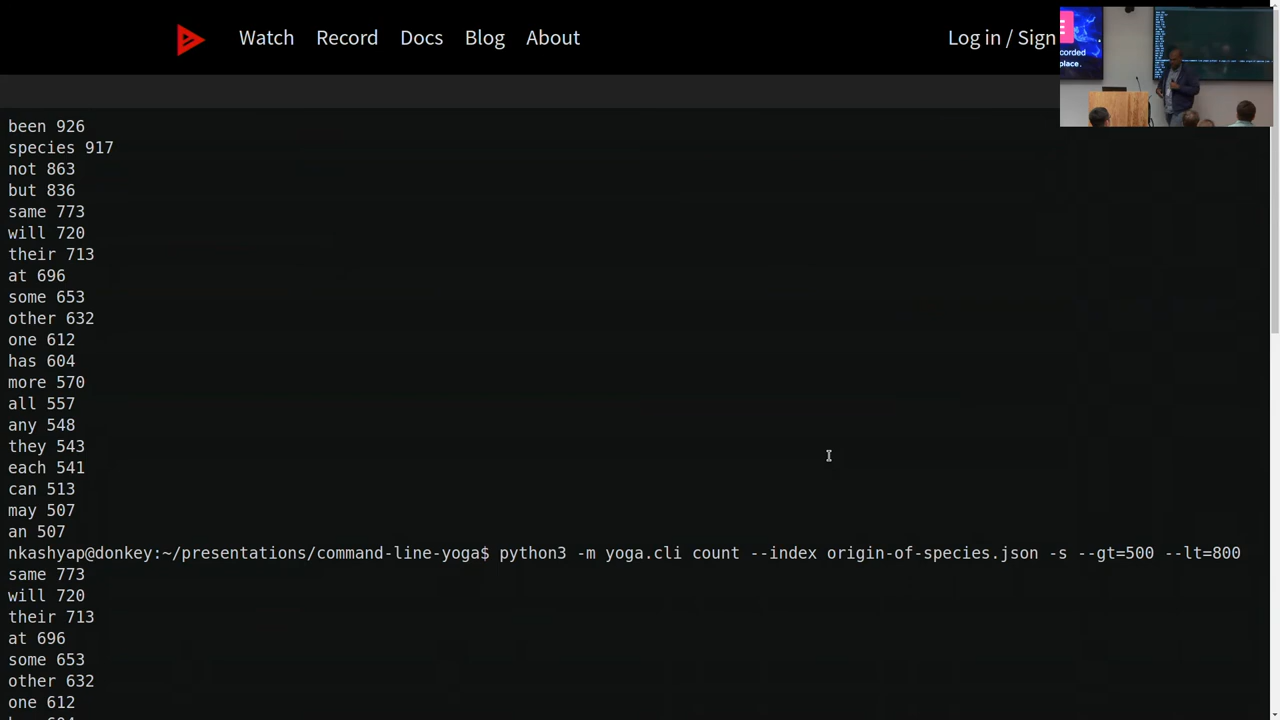 Watch Record Docs Blog About Log in / Sign
E
corded
place.
been 926
species 917
not 863
but 836
same 773
will 720
their 713
at 696
some 653
other 632
one 612
has 604
more 570
all 557
any 548
they 543
each 541
can 513
may 507
an 507
nkashyap@donkey:~/presentations/command-line-yoga$ python3 -m yoga.cli count --index origin-of-species.json -s --gt=500 --lt=800
same 773
will 720
their 713
at 696
some 653
other 632
one 612